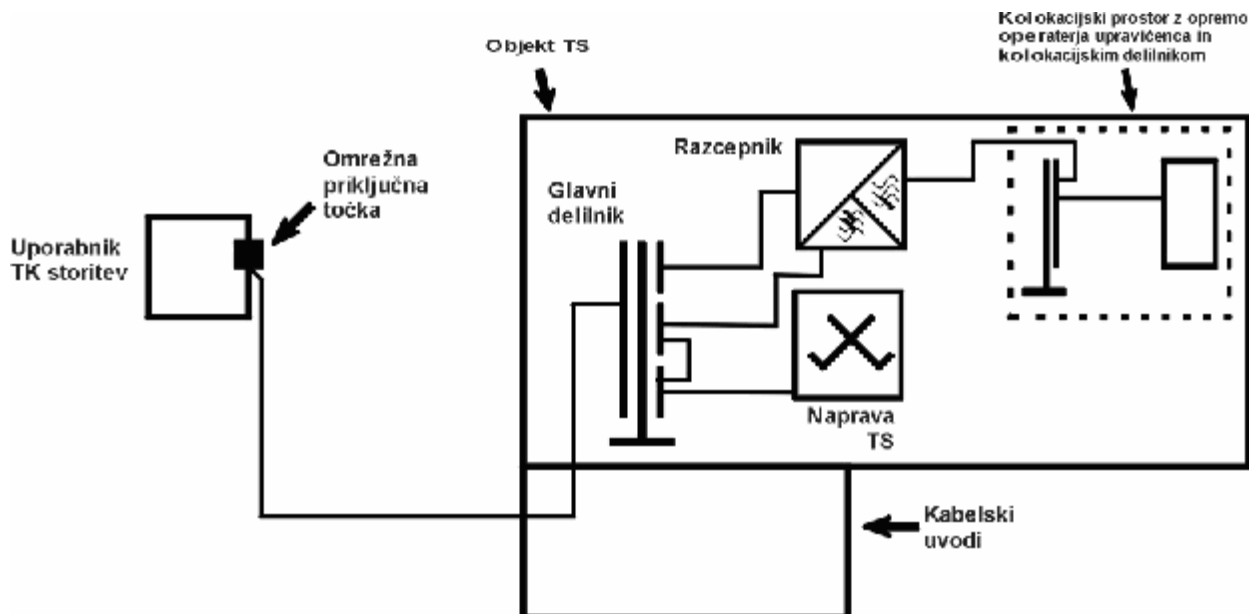 Kolokacijski prostor z opremo
operaterja upravičenca in
kolokacijskim delilnikom
Objekt TS
Omrežna
priključna
točka
Razcepnik
Glavni
delilnik
Uporabnik
TK storitev
Naprava
TS
Kabelski
uvodi